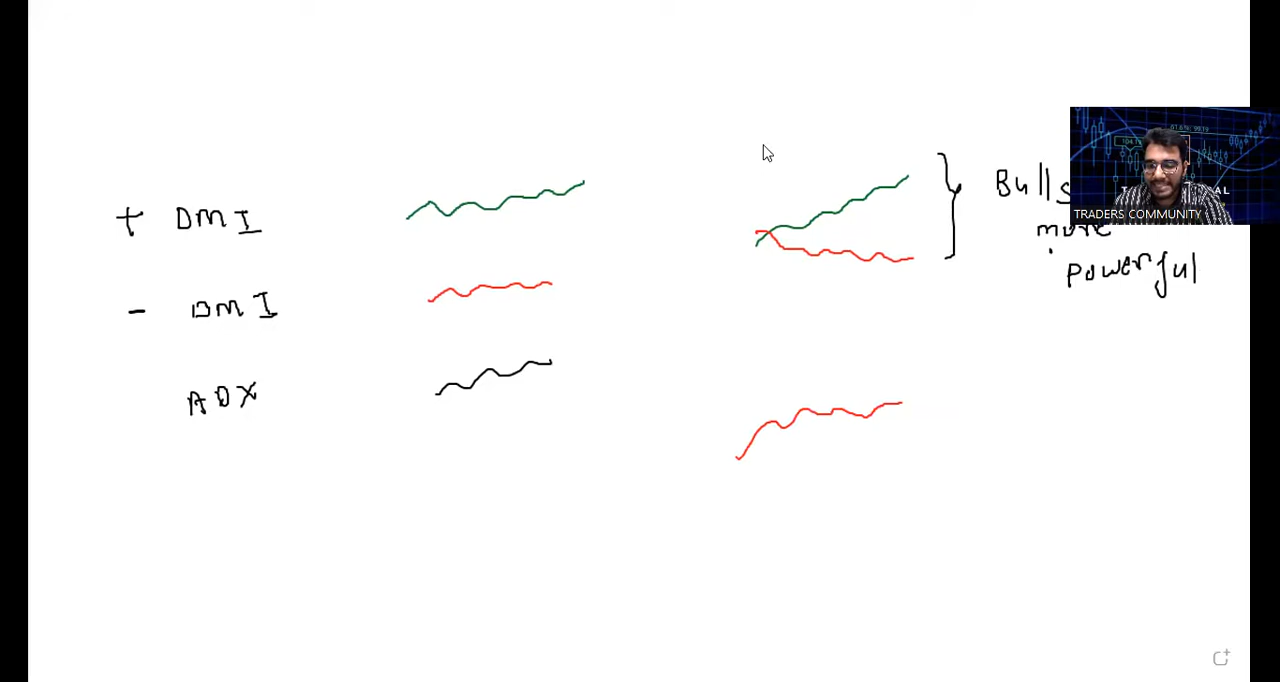 + DMI
- DMI
ADX
Bulls
more
powerful
TRADERS COMMUNITY